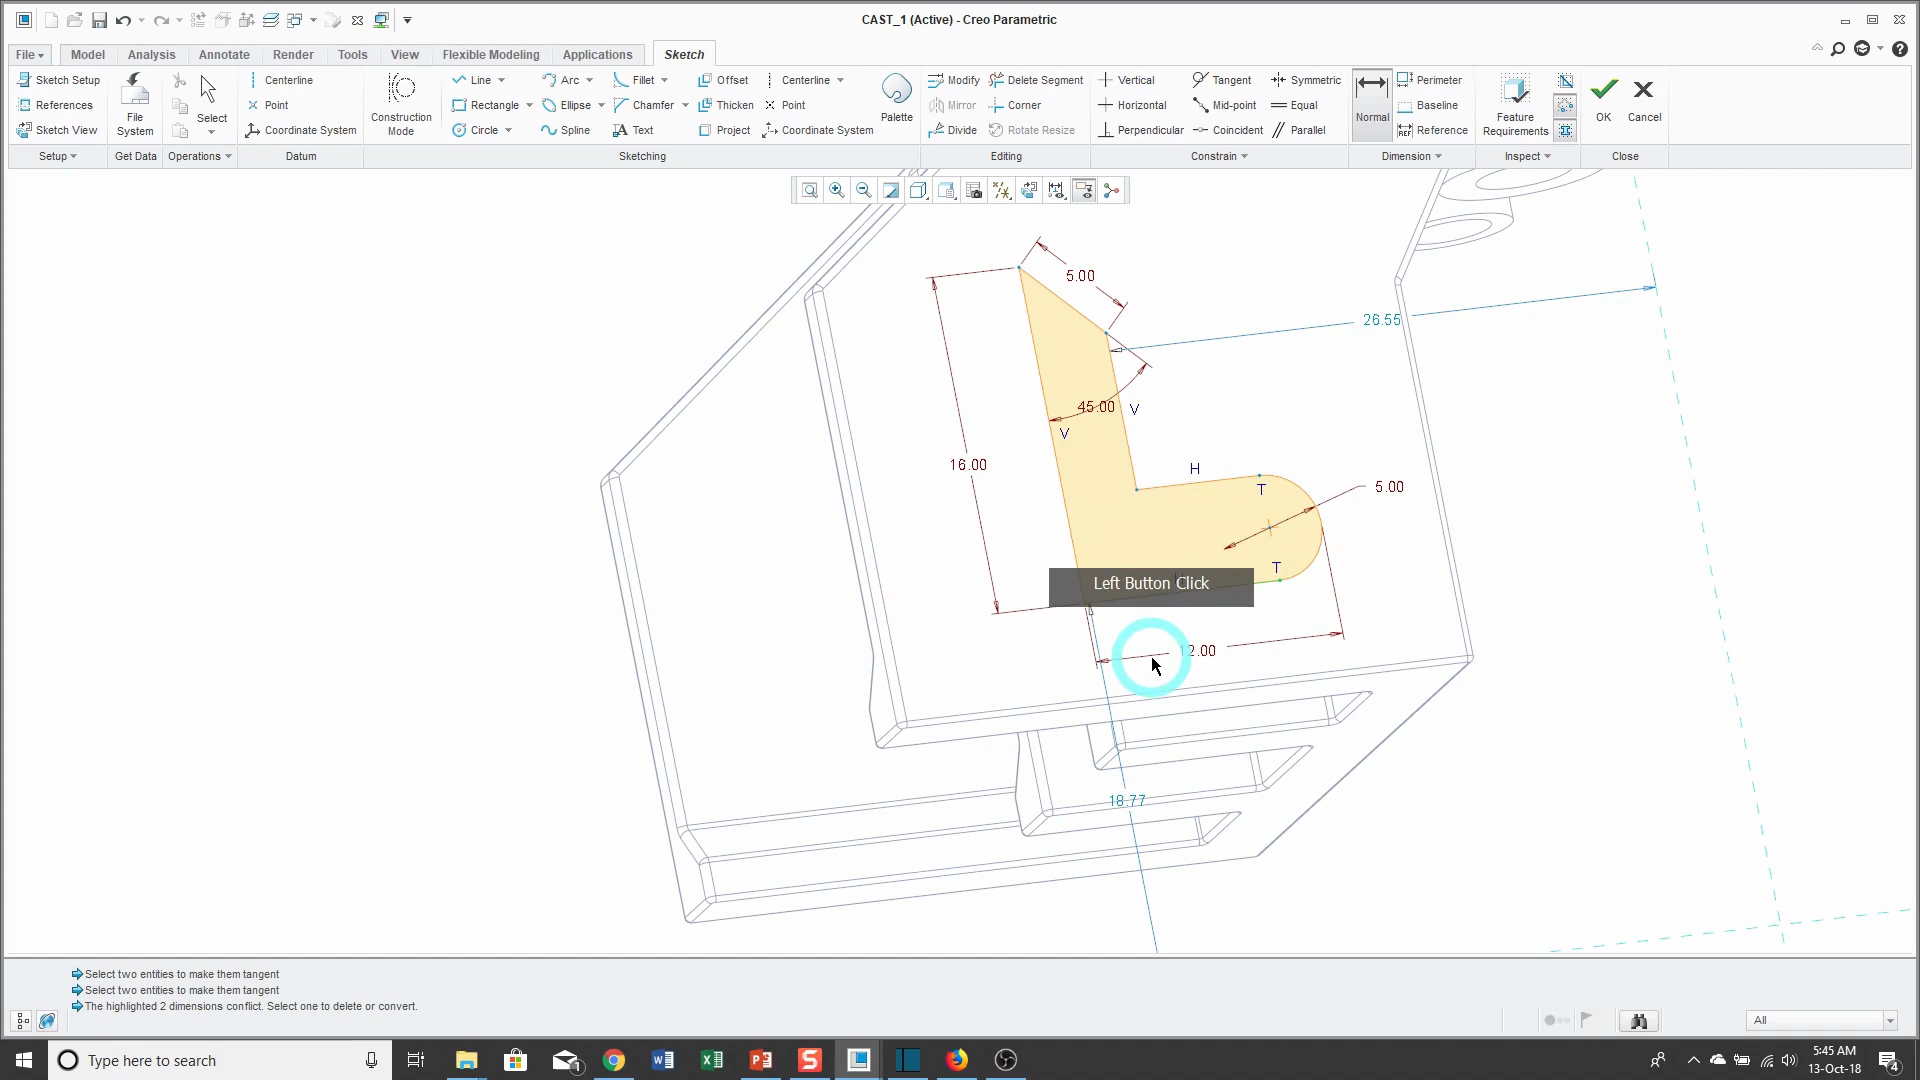 CAST_1 (Active) - Creo Parametric
File Model Analysis Annotate Render Tools View Flexible Modeling Applications Sketch
Sketch Setup
References
Sketch View
File System
Select
Centerline
Point
Coordinate System
Construction Mode
Line Arc Fillet Offset Centerline
Rectangle Ellipse Chamfer Thicken Point
Circle Spline Text Project Coordinate System
Palette
Modify Delete Segment
Mirror Corner
Divide Rotate Resize
Vertical Tangent Symmetric
Horizontal Mid-point Equal
Perpendicular Coincident Parallel
Normal
Perimeter
Baseline
REF Reference
Feature Requirements
OK
Cancel
Setup Get Data Operations Datum Sketching Editing Constrain Dimension Inspect Close
5.00
26.55
45.00
V
V
16.00
H
T
5.00
T
Left Button Click
12.00
18.77
Select two entities to make them tangent
Select two entities to make them tangent
The highlighted 2 dimensions conflict. Select one to delete or convert.
All
Type here to search
1
5:45 AM
13-Oct-18
4